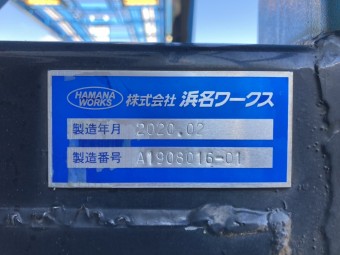 HAMANA
WORKS
株式会社 浜名ワークス
製造年月 2020.02
製造番号 A1908016-01